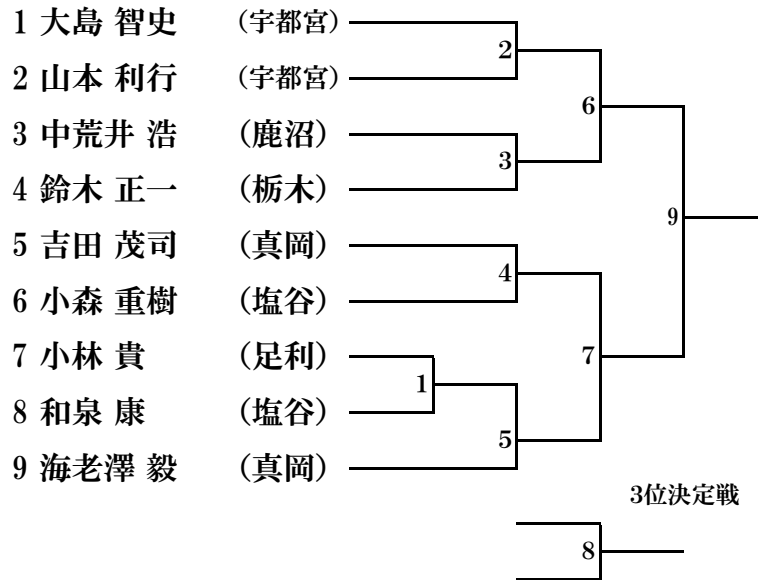 1 大島 智史 (宇都宮)
2 山本 利行 (宇都宮)
3 中荒井 浩 (鹿沼)
4 鈴木 正一 (栃木)
5 吉田 茂司 (真岡)
6 小森 重樹 (塩谷)
7 小林 貴 (足利)
8 和泉 康 (塩谷)
9 海老澤 毅 (真岡)
2
3
4
1
5
6
7
9
3位決定戦
8